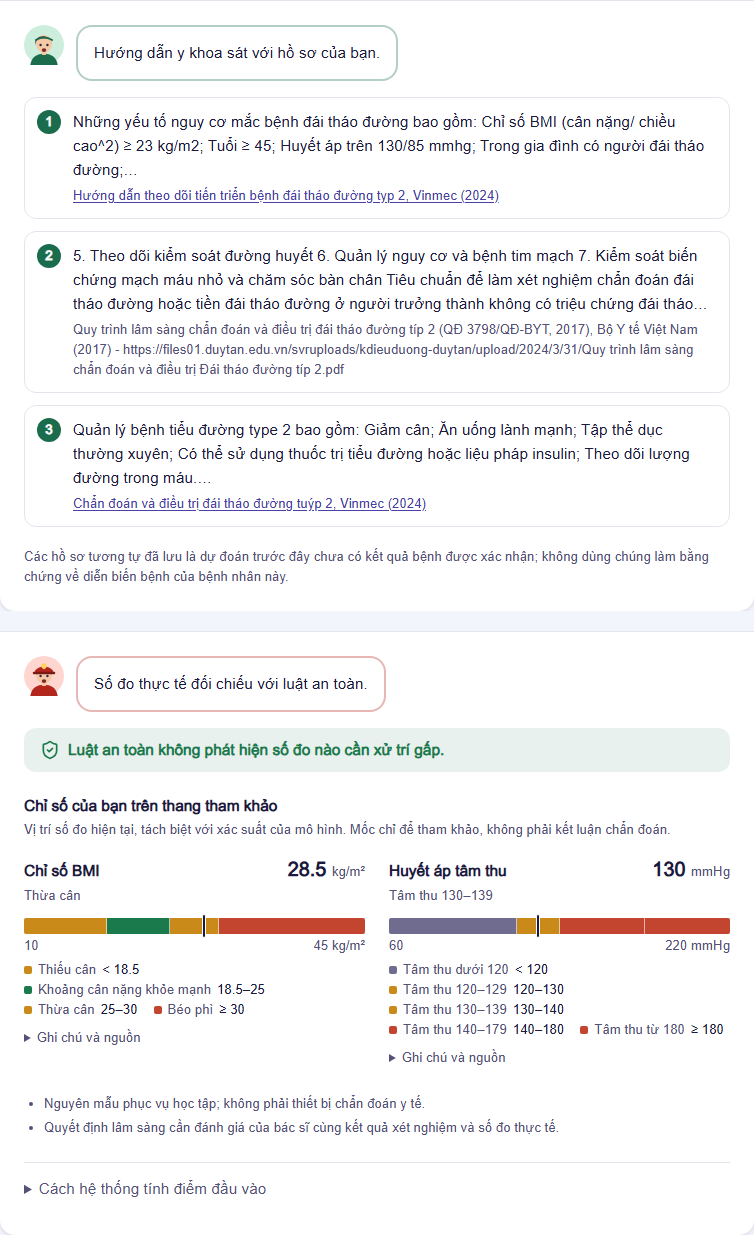 Hướng dẫn y khoa sát với hồ sơ của bạn.
1
Những yếu tố nguy cơ mắc bệnh đái tháo đường bao gồm: Chỉ số BMI (cân nặng/ chiều
cao^2) ≥ 23 kg/m2; Tuổi ≥ 45; Huyết áp trên 130/85 mmhg; Trong gia đình có người đái tháo
đường;...
Hướng dẫn theo dõi tiến triển bệnh đái tháo đường typ 2, Vinmec (2024)
2
5. Theo dõi kiểm soát đường huyết 6. Quản lý nguy cơ và bệnh tim mạch 7. Kiểm soát biến
chứng mạch máu nhỏ và chăm sóc bàn chân Tiêu chuẩn để làm xét nghiệm chẩn đoán đái
tháo đường hoặc tiền đái tháo đường ở người trưởng thành không có triệu chứng đái tháo...
Quy trình lâm sàng chẩn đoán và điều trị đái tháo đường típ 2 (QĐ 3798/QĐ-BYT, 2017), Bộ Y tế Việt Nam
(2017) - https://files01.duytan.edu.vn/svruploads/kdieuduong-duytan/upload/2024/3/31/Quy trình lâm sàng
chẩn đoán và điều trị Đái tháo đường típ 2.pdf
3
Quản lý bệnh tiểu đường type 2 bao gồm: Giảm cân; Ăn uống lành mạnh; Tập thể dục
thường xuyên; Có thể sử dụng thuốc trị tiểu đường hoặc liệu pháp insulin; Theo dõi lượng
đường trong máu....
Chẩn đoán và điều trị đái tháo đường tuýp 2, Vinmec (2024)
Các hồ sơ tương tự đã lưu là dự đoán trước đây chưa có kết quả bệnh được xác nhận; không dùng chúng làm bằng
chứng về diễn biến bệnh của bệnh nhân này.
Số đo thực tế đối chiếu với luật an toàn.
Luật an toàn không phát hiện số đo nào cần xử trí gấp.
Chỉ số của bạn trên thang tham khảo
Vị trí số đo hiện tại, tách biệt với xác suất của mô hình. Mốc chỉ để tham khảo, không phải kết luận chẩn đoán.
Chỉ số BMI 28.5 kg/m²
Thừa cân
10 45 kg/m²
Thiếu cân < 18.5
Khoảng cân nặng khỏe mạnh 18.5–25
Thừa cân 25–30 Béo phì ≥ 30
Ghi chú và nguồn
Huyết áp tâm thu 130 mmHg
Tâm thu 130–139
60 220 mmHg
Tâm thu dưới 120 < 120
Tâm thu 120–129 120–130
Tâm thu 130–139 130–140
Tâm thu 140–179 140–180 Tâm thu từ 180 ≥ 180
Ghi chú và nguồn
• Nguyên mẫu phục vụ học tập; không phải thiết bị chẩn đoán y tế.
• Quyết định lâm sàng cần đánh giá của bác sĩ cùng kết quả xét nghiệm và số đo thực tế.
Cách hệ thống tính điểm đầu vào